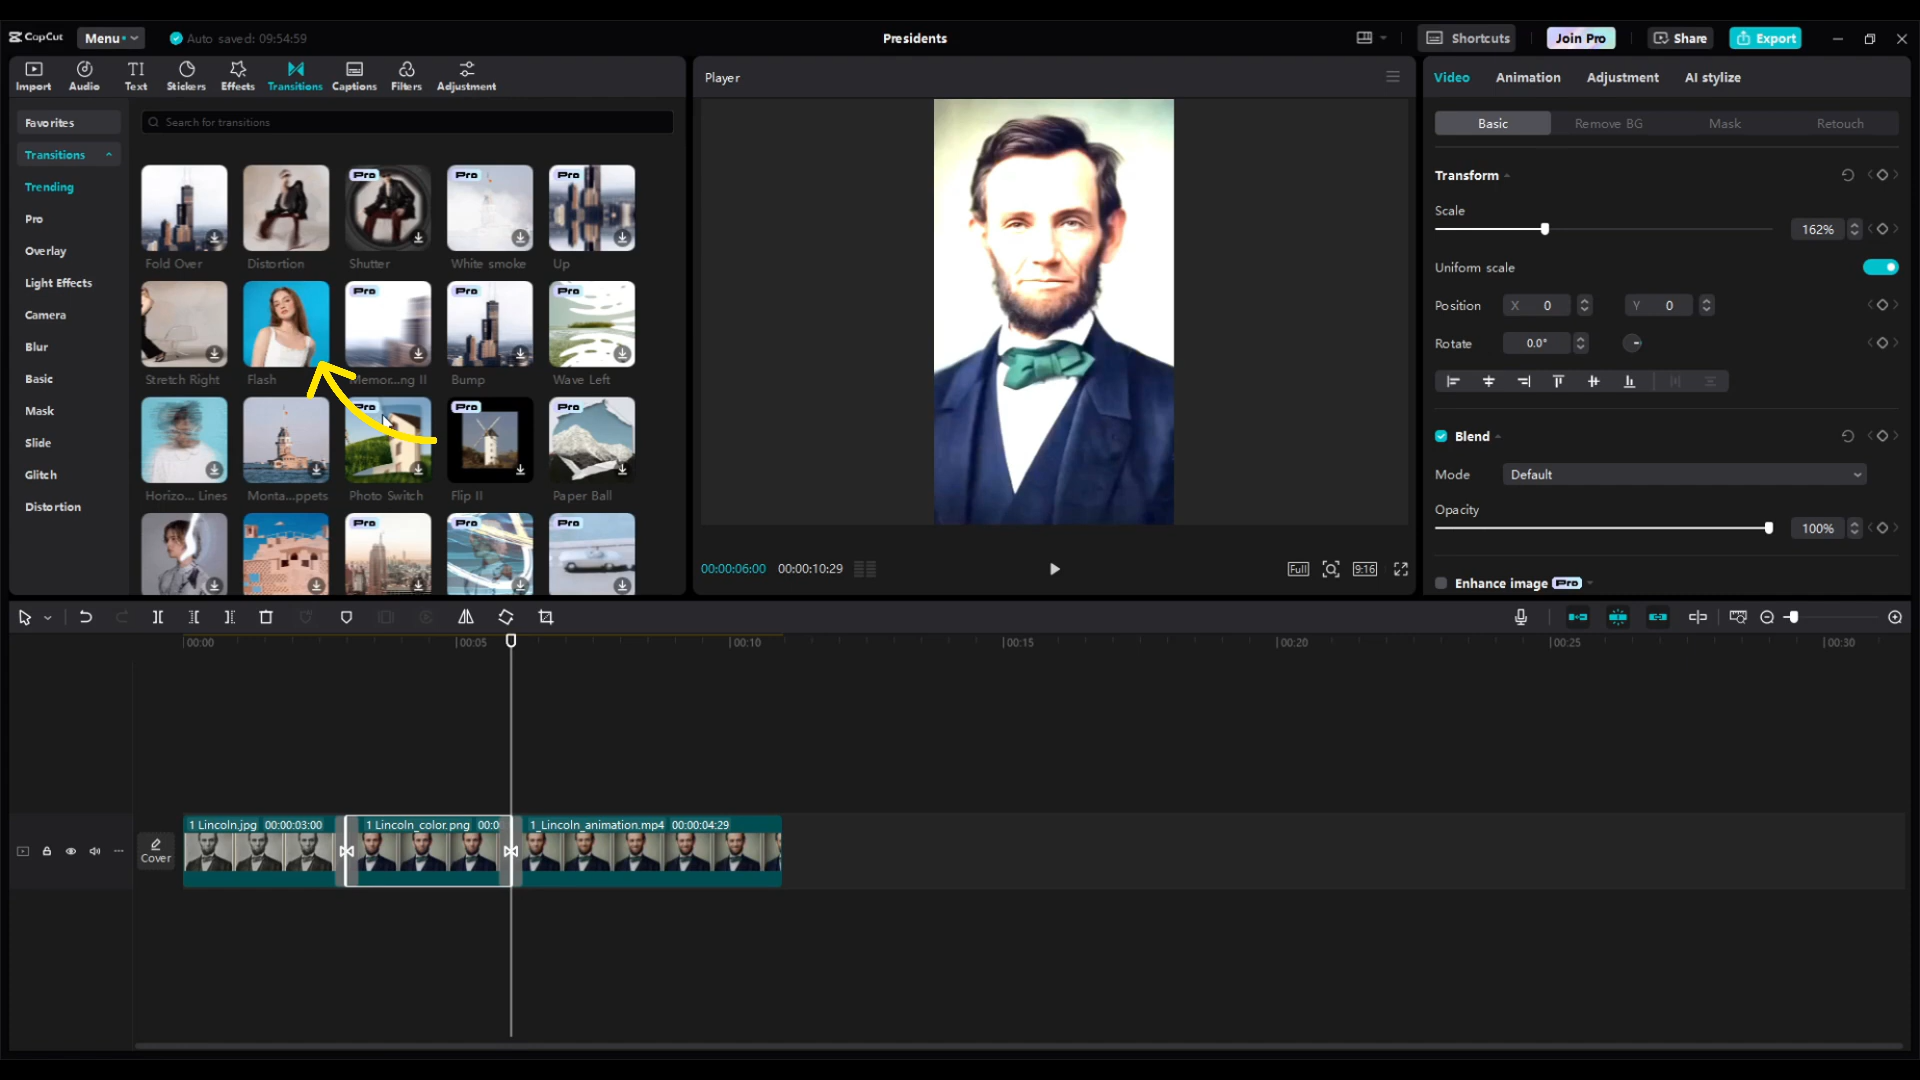 CapCut
Menu
Auto saved: 09:54:59
Presidents
Shortcuts
Join Pro
Share
Export
Import
Audio
TI
Text
Stickers
Effects
Transitions
Captions
Filters
Adjustment
Favorites
Transitions
Trending
Pro
Overlay
Light Effects
Camera
Blur
Basic
Mask
Slide
Glitch
Distortion
Search for transitions
Fold Over
Distortion
Pro
Shutter
Pro
White smoke
Pro
Up
Stretch Right
Flash
Pro
Memor...ng II
Pro
Bump
Pro
Wave Left
Horizo... Lines
Monta...ppets
Pro
Photo Switch
Pro
Flip II
Pro
Paper Ball
Pro
Pro
Pro
Player
00:00:06:00
00:00:10:29
Full
9:16
Video
Animation
Adjustment
AI stylize
Basic
Remove BG
Mask
Retouch
Transform
Scale
162%
Uniform scale
Position
X 0
Y 0
Rotate
0.0°
Blend
Mode
Default
Opacity
100%
Enhance image Pro
00:00
00:05
00:10
00:15
00:20
00:25
00:30
Cover
1 Lincoln.jpg 00:00:03:00
1 Lincoln_color.png 00:0
1_Lincoln_animation.mp4 00:00:04:29